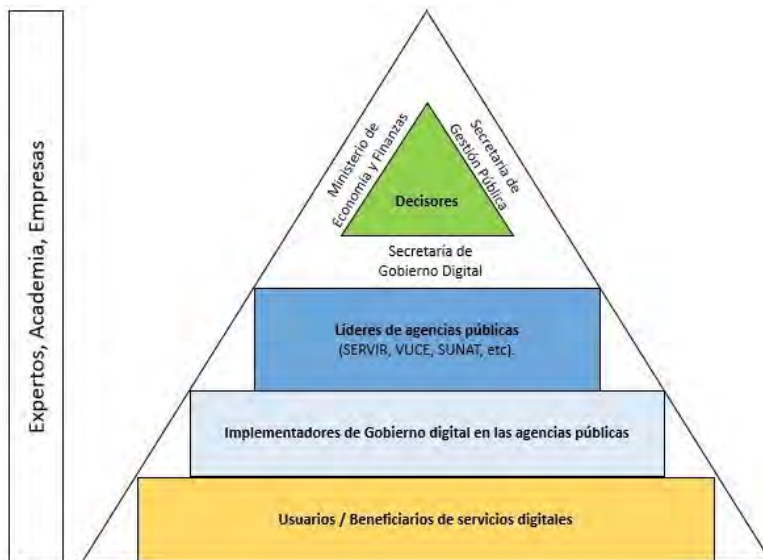 Expertos, Academia, Empresas
Ministerio de
Economía y Finanzas
Secretaría de
Gestión Pública
Decisores
Secretaría de
Gobierno Digital
Líderes de agencias públicas
(SERVIR, VUCE, SUNAT, etc).
Implementadores de Gobierno digital en las agencias públicas
Usuarios / Beneficiarios de servicios digitales